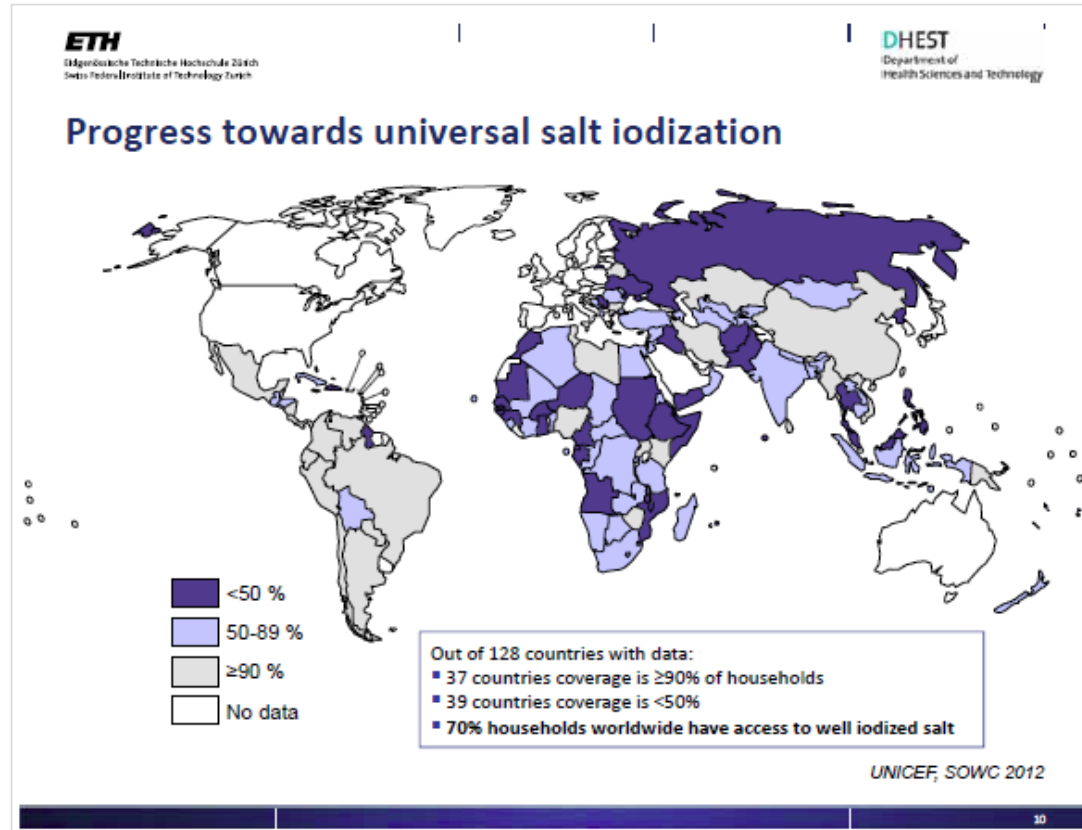 ETH
Eidgenössische Technische Hochschule Zürich
Swiss Federal Institute of Technology Zurich
DHEST
Department of
Health Sciences and Technology
Progress towards universal salt iodization
<50 %
50-89 %
≥90 %
No data
Out of 128 countries with data:
▪ 37 countries coverage is ≥90% of households
▪ 39 countries coverage is <50%
▪ 70% households worldwide have access to well iodized salt
UNICEF, SOWC 2012
10